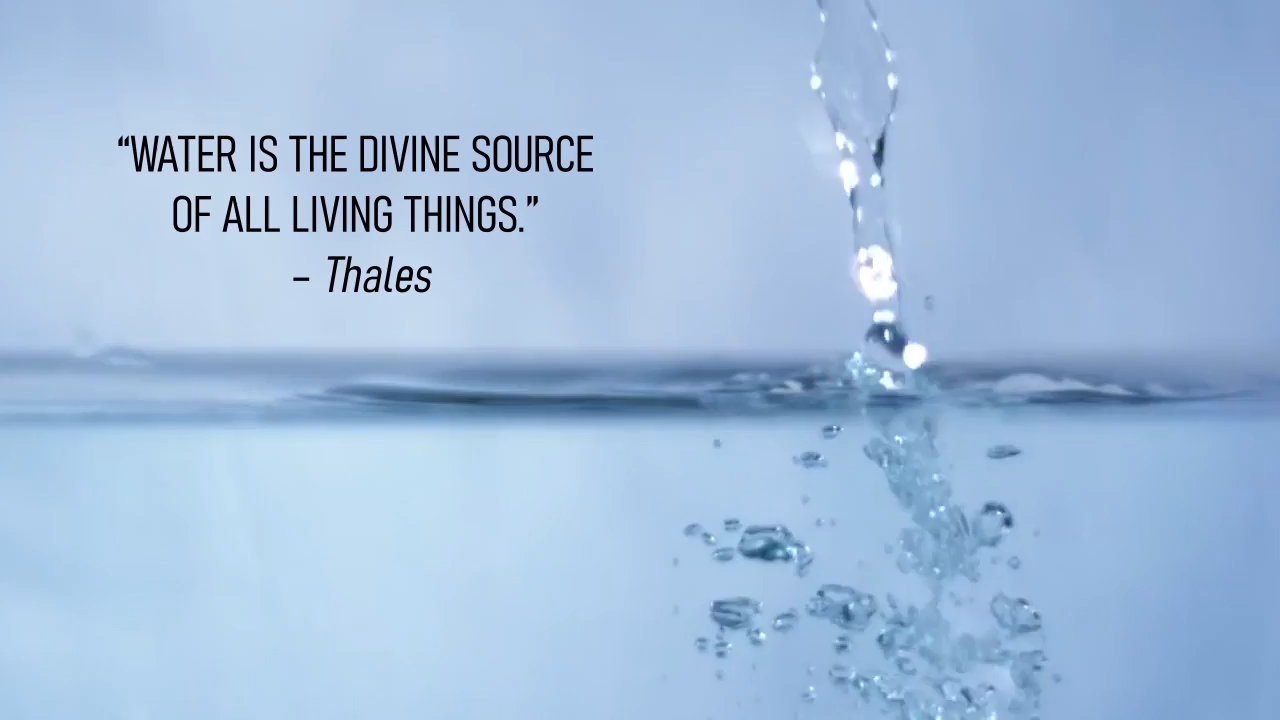 “WATER IS THE DIVINE SOURCE
OF ALL LIVING THINGS.”
– Thales